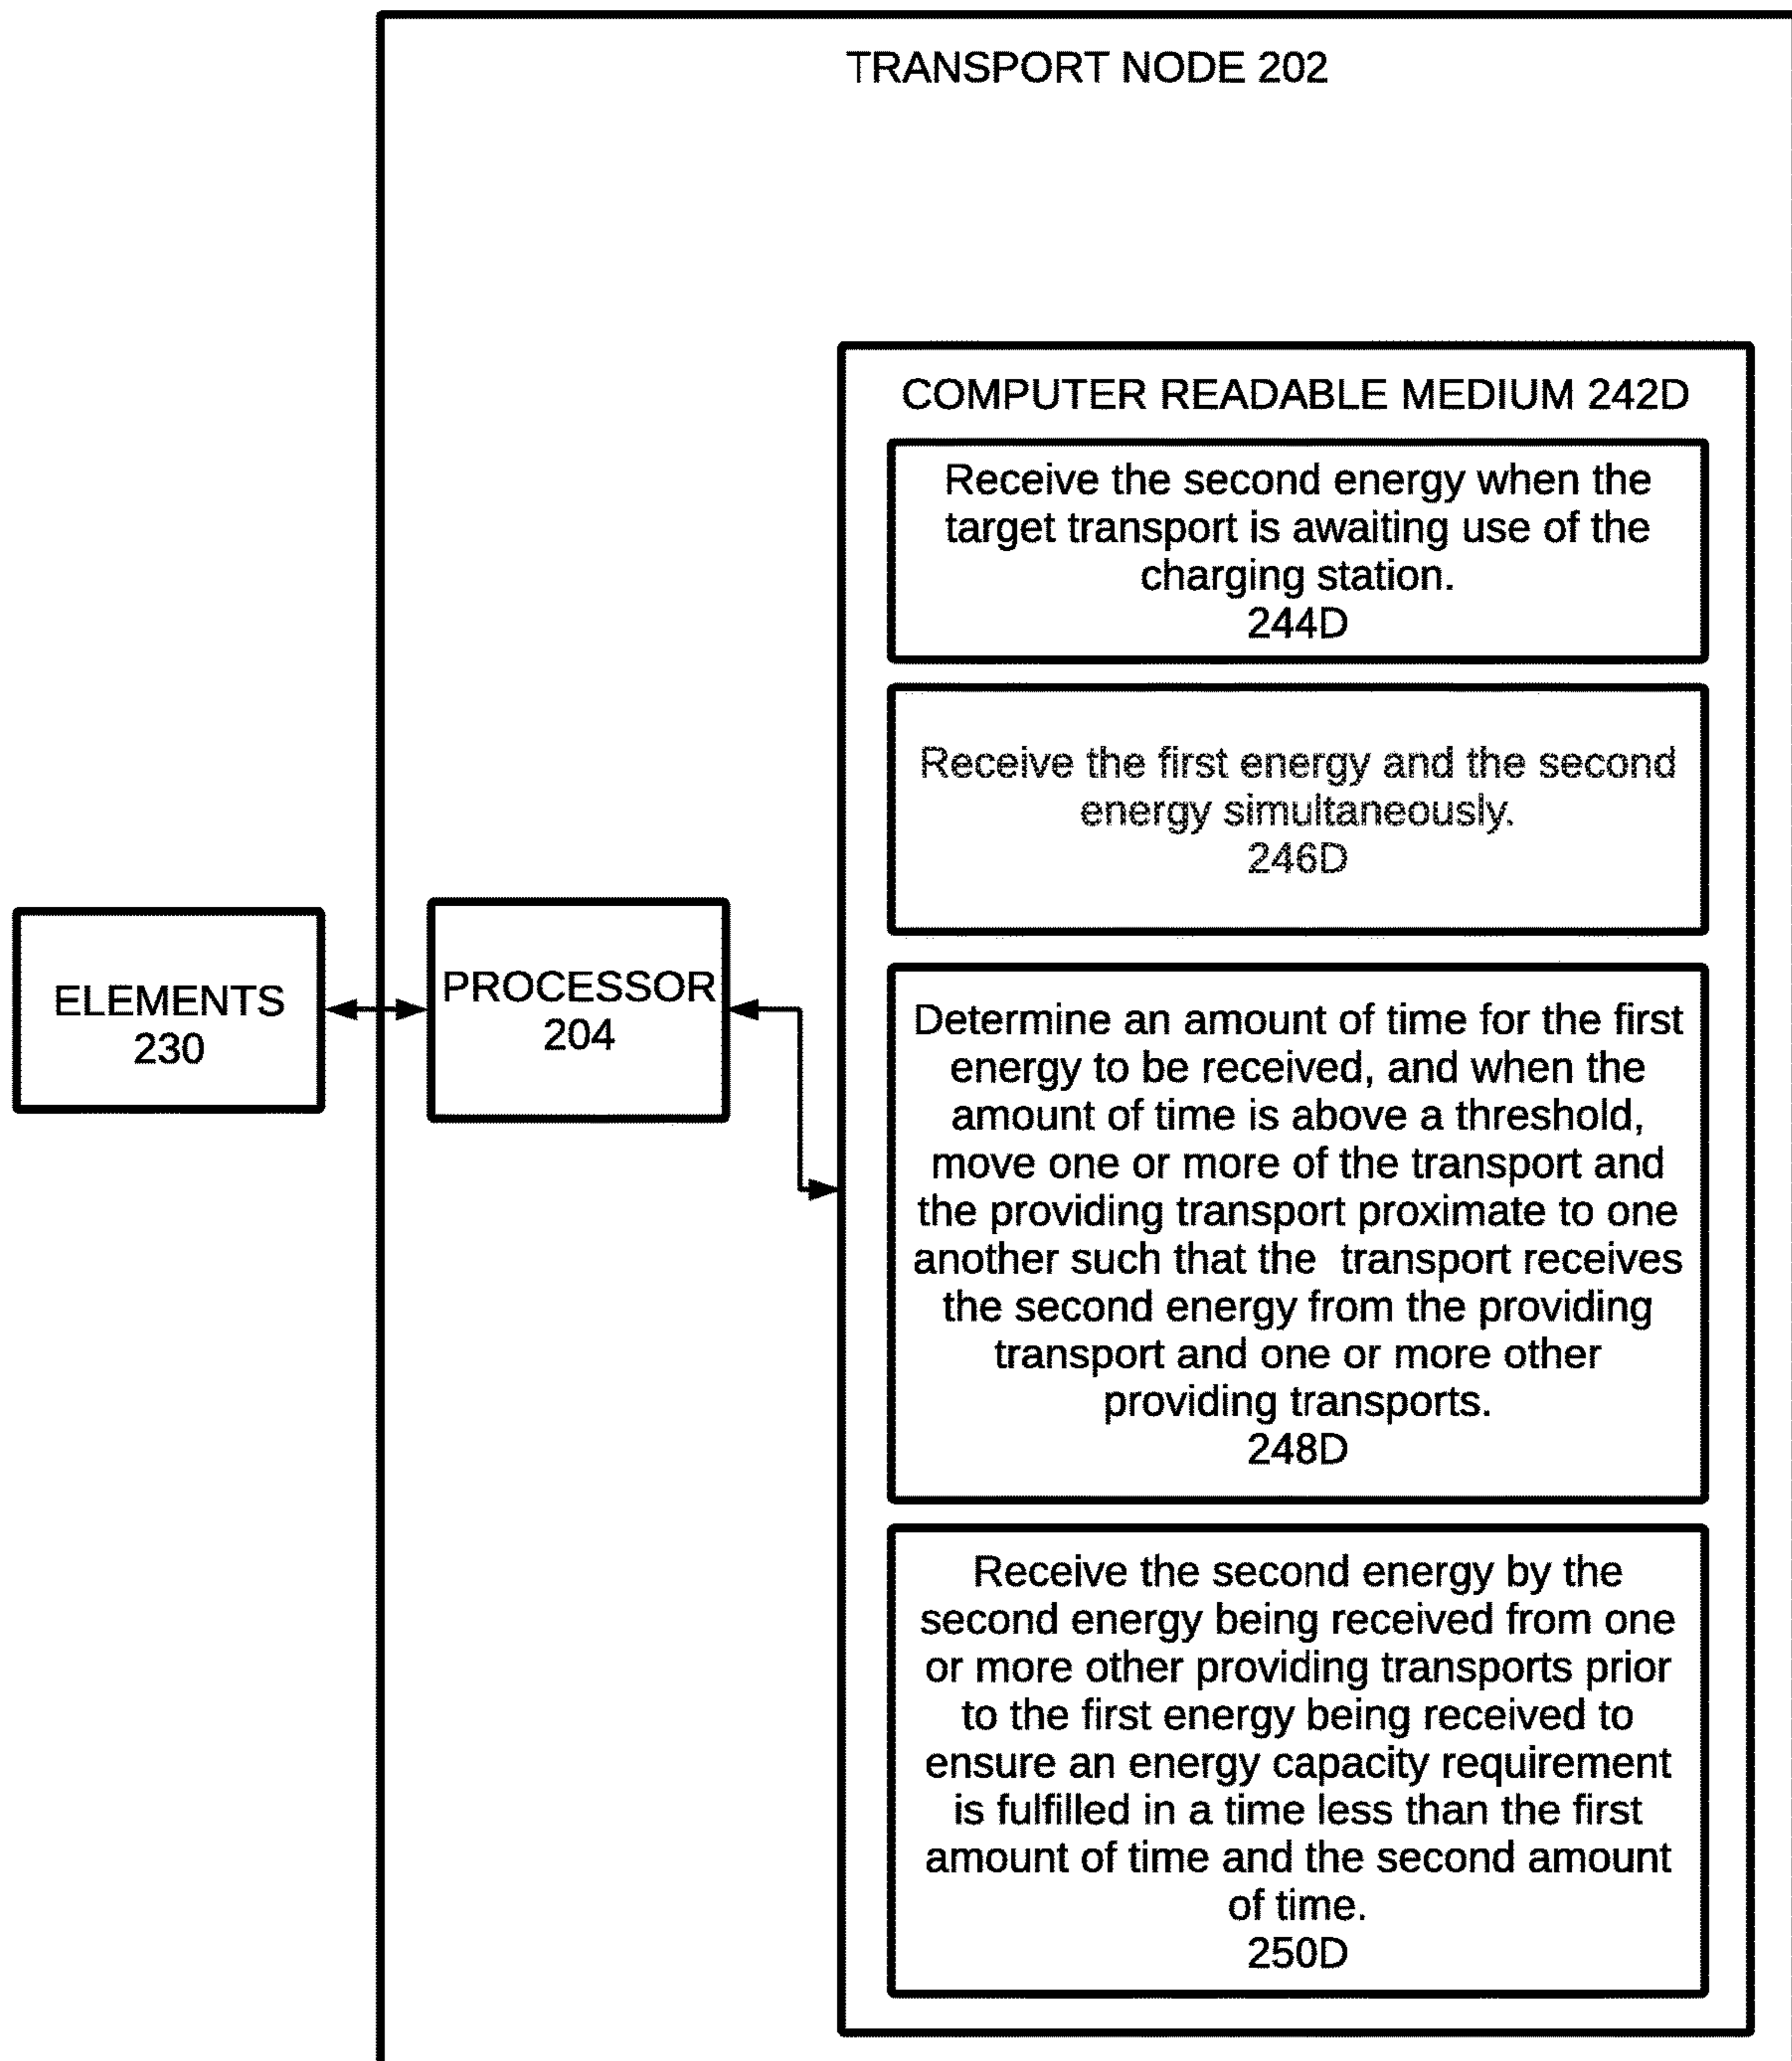 TRANSPORT NODE 202
COMPUTER READABLE MEDIUM 242D
Receive the second energy when the
target transport is awaiting use of the
charging station.
244D
Receive the first energy and the second
energy simultaneously.
246D
ELEMENTS
230
PROCESSOR
204
Determine an amount of time for the first
energy to be received, and when the
amount of time is above a threshold,
move one or more of the transport and
the providing transport proximate to one
another such that the transport receives
the second energy from the providing
transport and one or more other
providing transports.
248D
Receive the second energy by the
second energy being received from one
or more other providing transports prior
to the first energy being received to
ensure an energy capacity requirement
is fulfilled in a time less than the first
amount of time and the second amount
of time.
250D